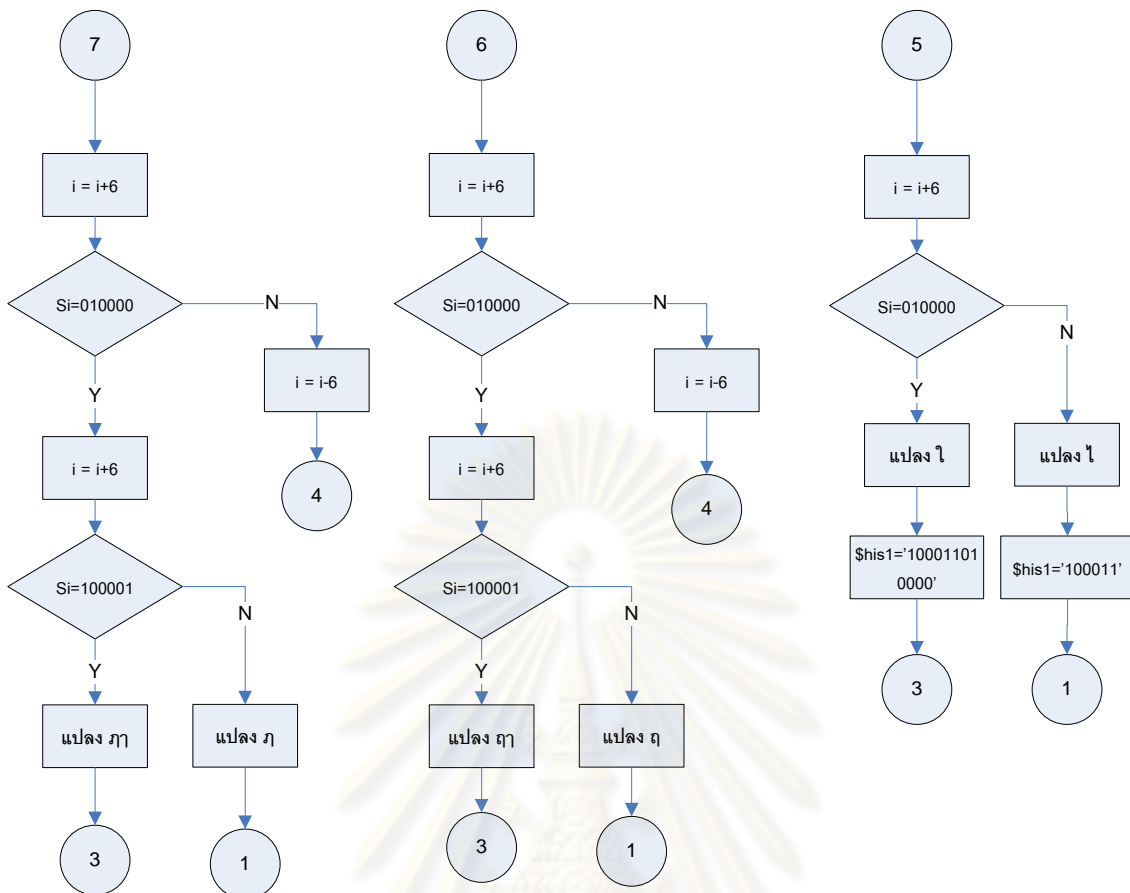 7
i = i+6
Si=010000
N
i = i-6
4
Y
i = i+6
Si=100001
N
Y
แปลง ภๅ
แปลง ภ
3
1
6
i = i+6
Si=010000
N
i = i-6
4
Y
i = i+6
Si=100001
N
Y
แปลง ฤๅ
แปลง ฤ
3
1
5
i = i+6
Si=010000
N
Y
แปลง ใ
แปลง ไ
$his1='10001101
0000'
$his1='100011'
3
1